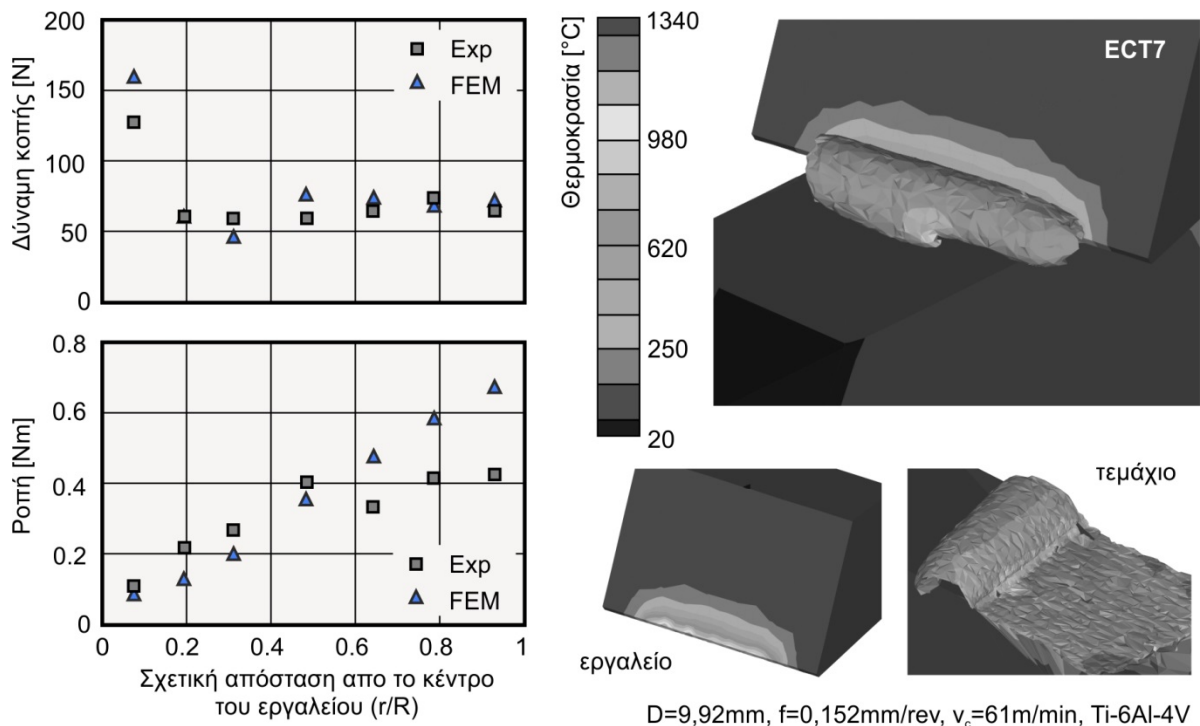 200
150
100
50
0
Δύναμη κοπής [N]
Exp
FEM
0.8
0.6
0.4
0.2
0
Ροπή [Nm]
Exp
FEM
0 0.2 0.4 0.6 0.8 1
Σχετική απόσταση απο το κέντρο
του εργαλείου (r/R)
Θερμοκρασία [°C]
1340
980
620
250
20
ECT7
εργαλείο
τεμάχιο
D=9,92mm, f=0,152mm/rev, vc=61m/min, Ti-6Al-4V